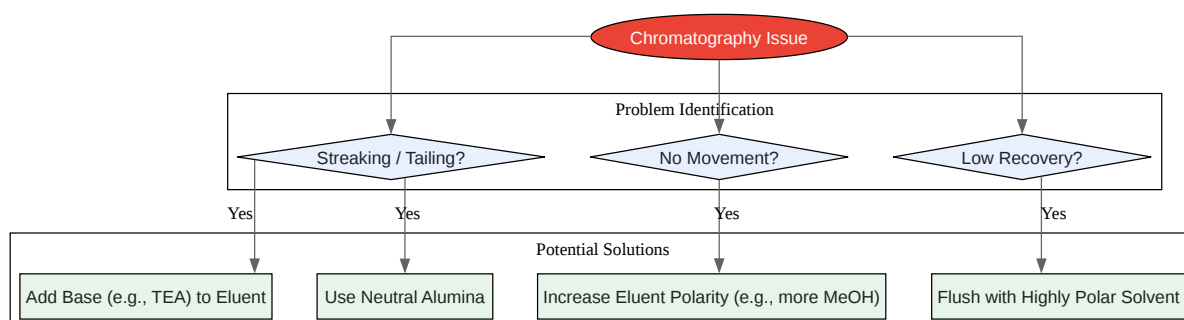 Chromatography Issue
Problem Identification
Streaking / Tailing?
No Movement?
Low Recovery?
Yes
Yes
Yes
Yes
Potential Solutions
Add Base (e.g., TEA) to Eluent
Use Neutral Alumina
Increase Eluent Polarity (e.g., more MeOH)
Flush with Highly Polar Solvent